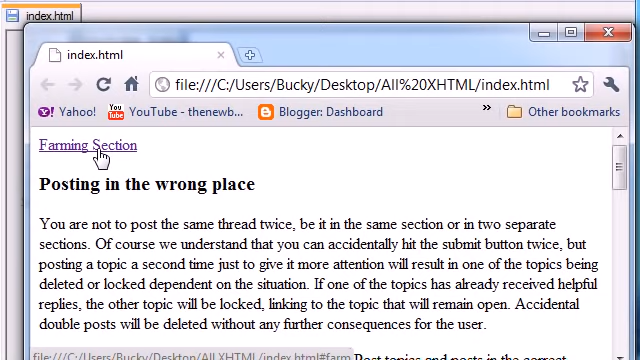 index.html
index.html
file:///C:/Users/Bucky/Desktop/All%20XHTML/index.html
Yahoo! YouTube - thenewb... Blogger: Dashboard » Other bookmarks
Farming Section
Posting in the wrong place
You are not to post the same thread twice, be it in the same section or in two separate
sections. Of course we understand that you can accidentally hit the submit button twice, but
posting a topic a second time just to give it more attention will result in one of the topics being
deleted or locked dependent on the situation. If one of the topics has already received helpful
replies, the other topic will be locked, linking to the topic that will remain open. Accidental
double posts will be deleted without any further consequences for the user.
file:///C:/Users/Bucky/Desktop/All XHTML/index.html#farm Post topics and posts in the correct